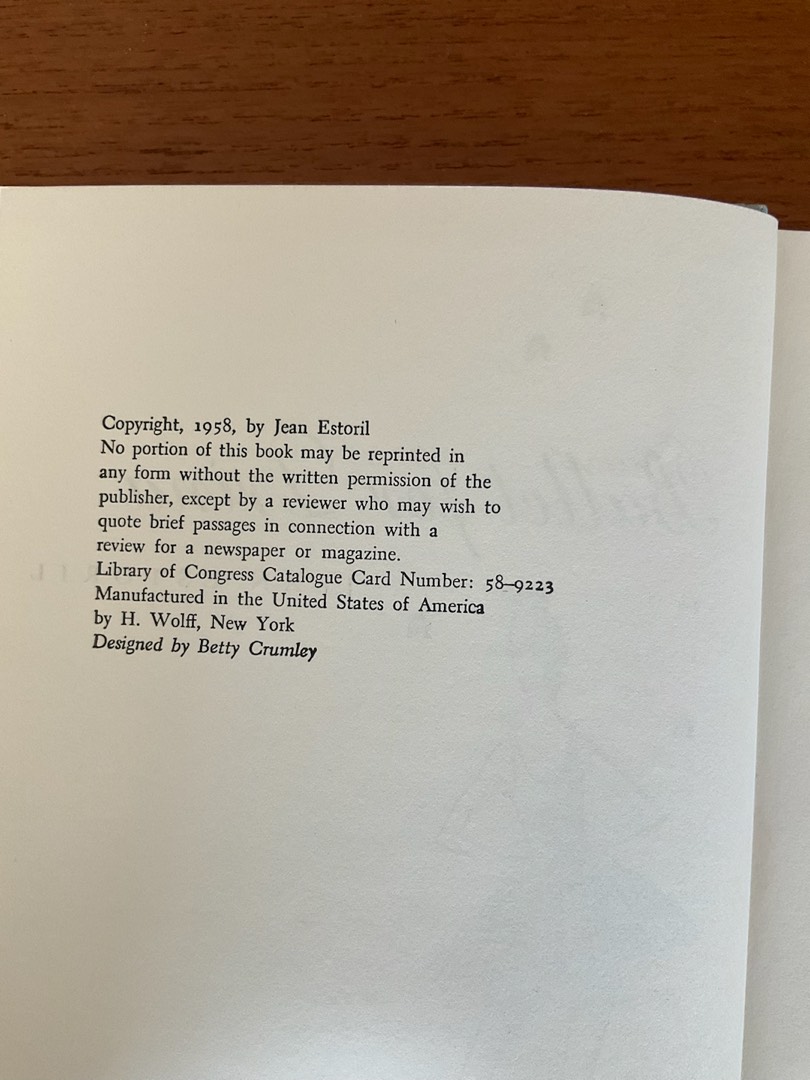 Copyright, 1958, by Jean Estoril
No portion of this book may be reprinted in
any form without the written permission of the
publisher, except by a reviewer who may wish to
quote brief passages in connection with a
review for a newspaper or magazine.
Library of Congress Catalogue Card Number: 58–9223
Manufactured in the United States of America
by H. Wolff, New York
Designed by Betty Crumley